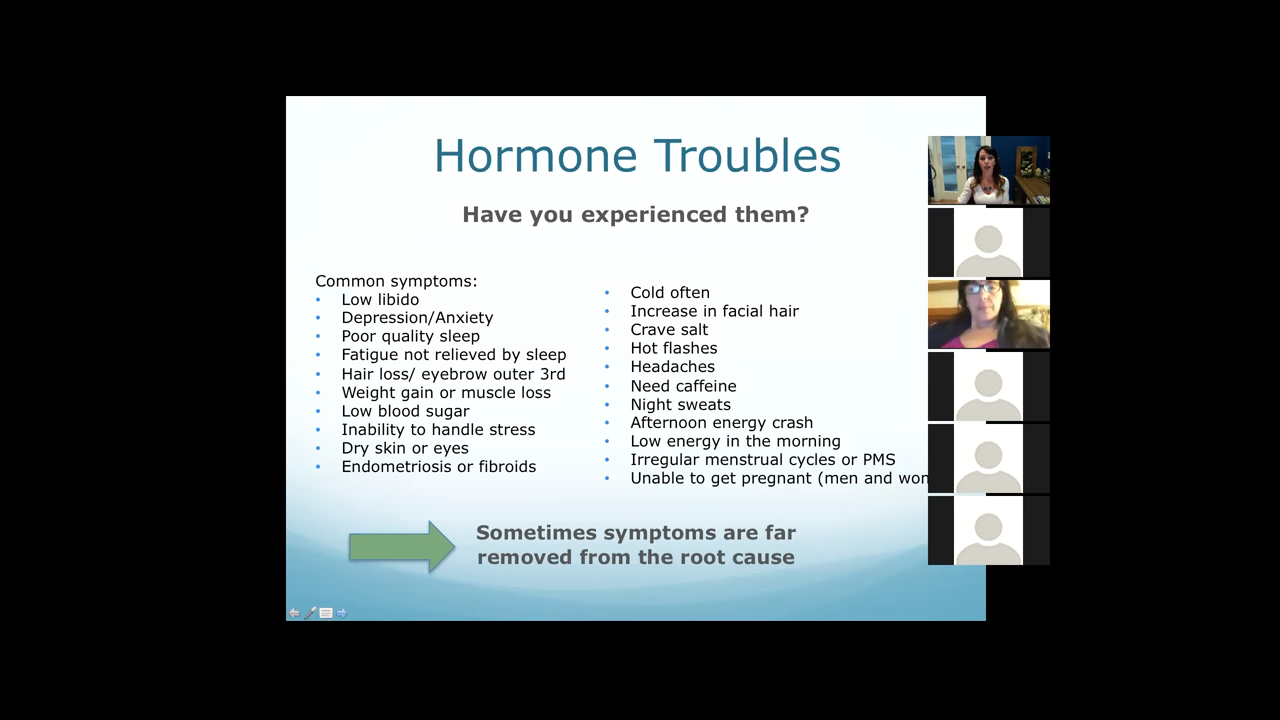 Hormone Troubles
Have you experienced them?
Common symptoms:
• Low libido
• Depression/Anxiety
• Poor quality sleep
• Fatigue not relieved by sleep
• Hair loss/ eyebrow outer 3rd
• Weight gain or muscle loss
• Low blood sugar
• Inability to handle stress
• Dry skin or eyes
• Endometriosis or fibroids
• Cold often
• Increase in facial hair
• Crave salt
• Hot flashes
• Headaches
• Need caffeine
• Night sweats
• Afternoon energy crash
• Low energy in the morning
• Irregular menstrual cycles or PMS
• Unable to get pregnant (men and
Sometimes symptoms are far
removed from the root cause